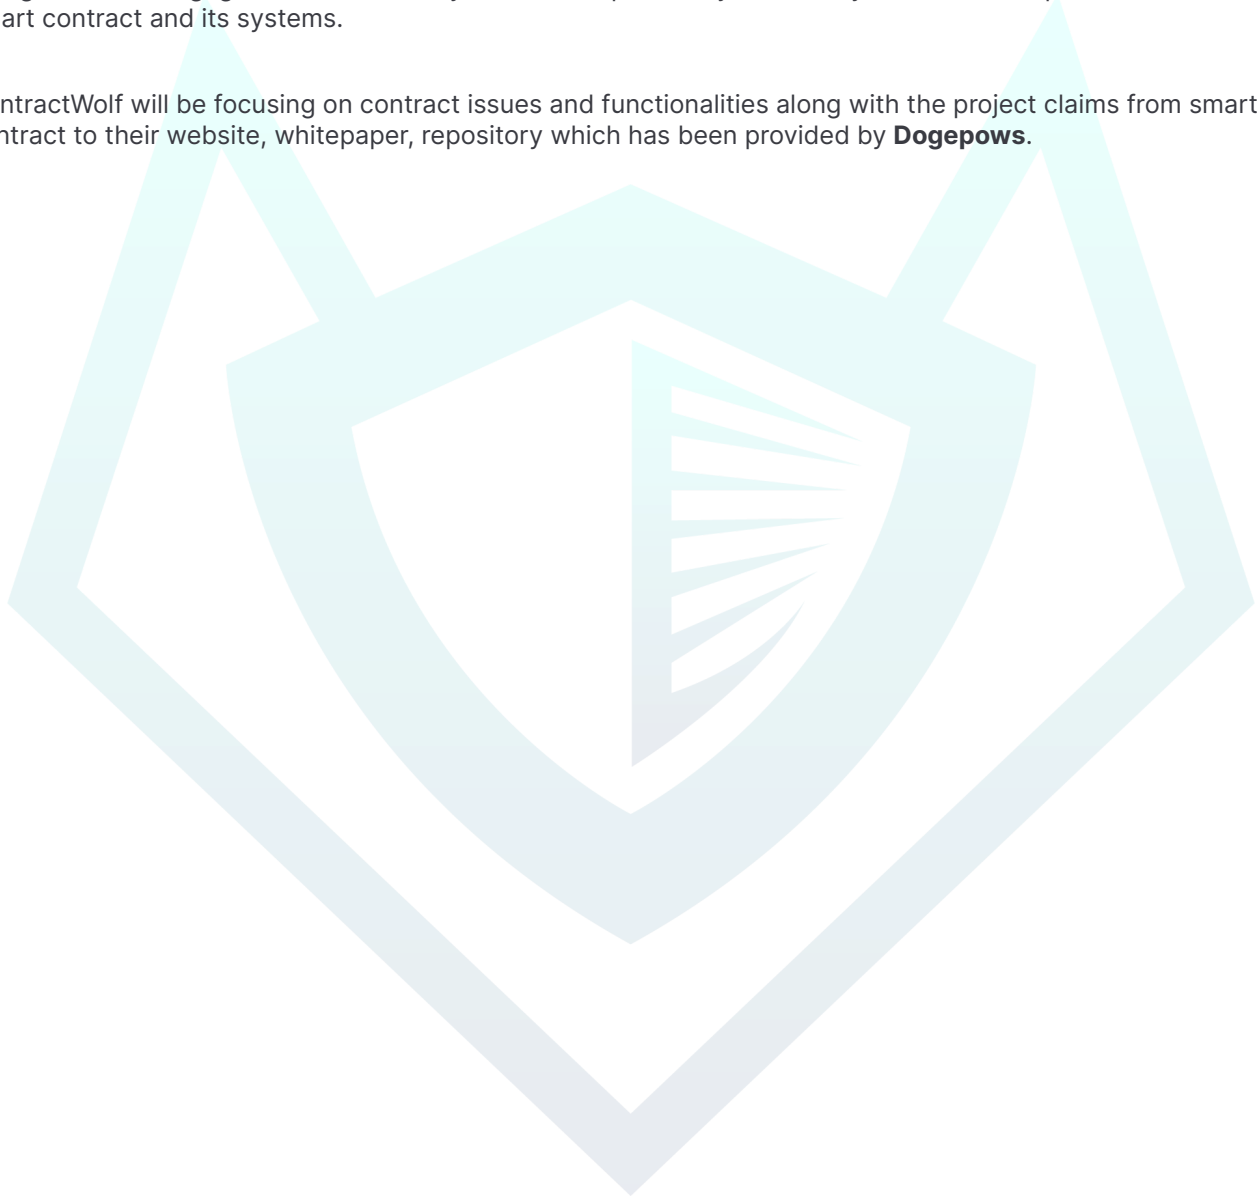 art contract and its systems.
ntractWolf will be focusing on contract issues and functionalities along with the project claims from smart
ntract to their website, whitepaper, repository which has been provided by Dogepows.